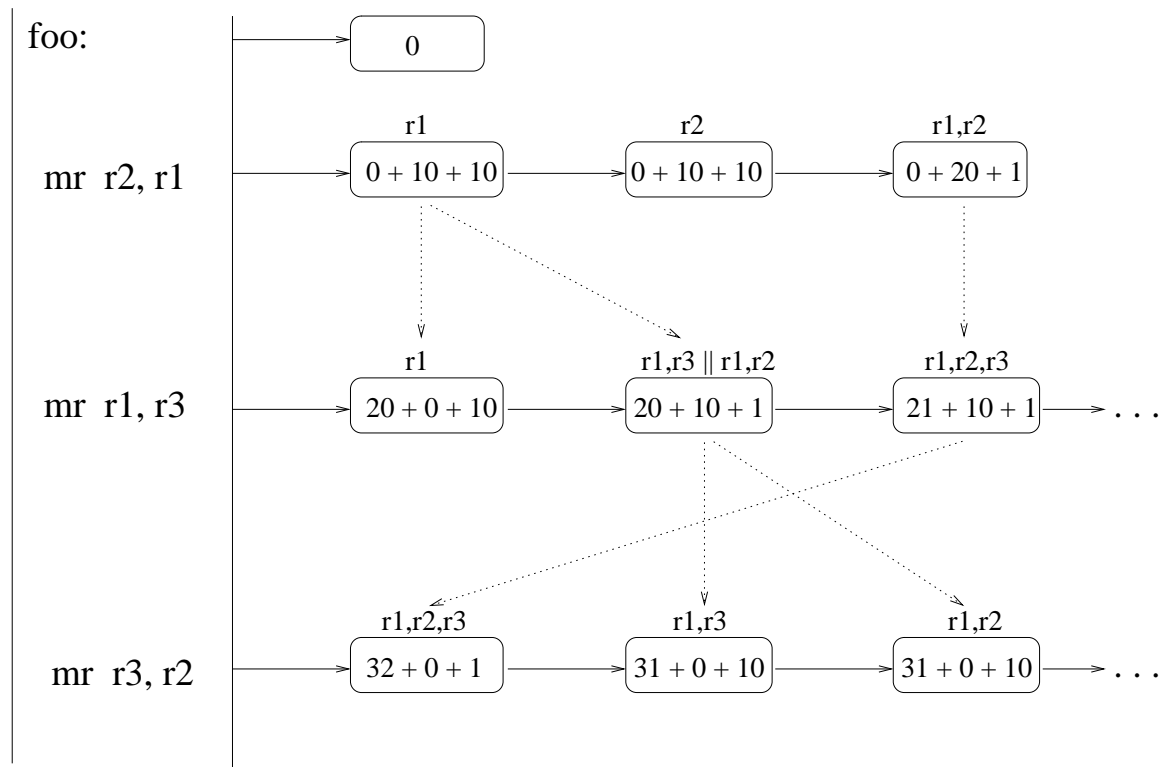 foo:
0
r1
r2
r1,r2
mr r2, r1
0 + 10 + 10
0 + 10 + 10
0 + 20 + 1
r1
r1,r3 || r1,r2
r1,r2,r3
mr r1, r3
20 + 0 + 10
20 + 10 + 1
21 + 10 + 1
. . .
r1,r2,r3
r1,r3
r1,r2
mr r3, r2
32 + 0 + 1
31 + 0 + 10
31 + 0 + 10
. . .